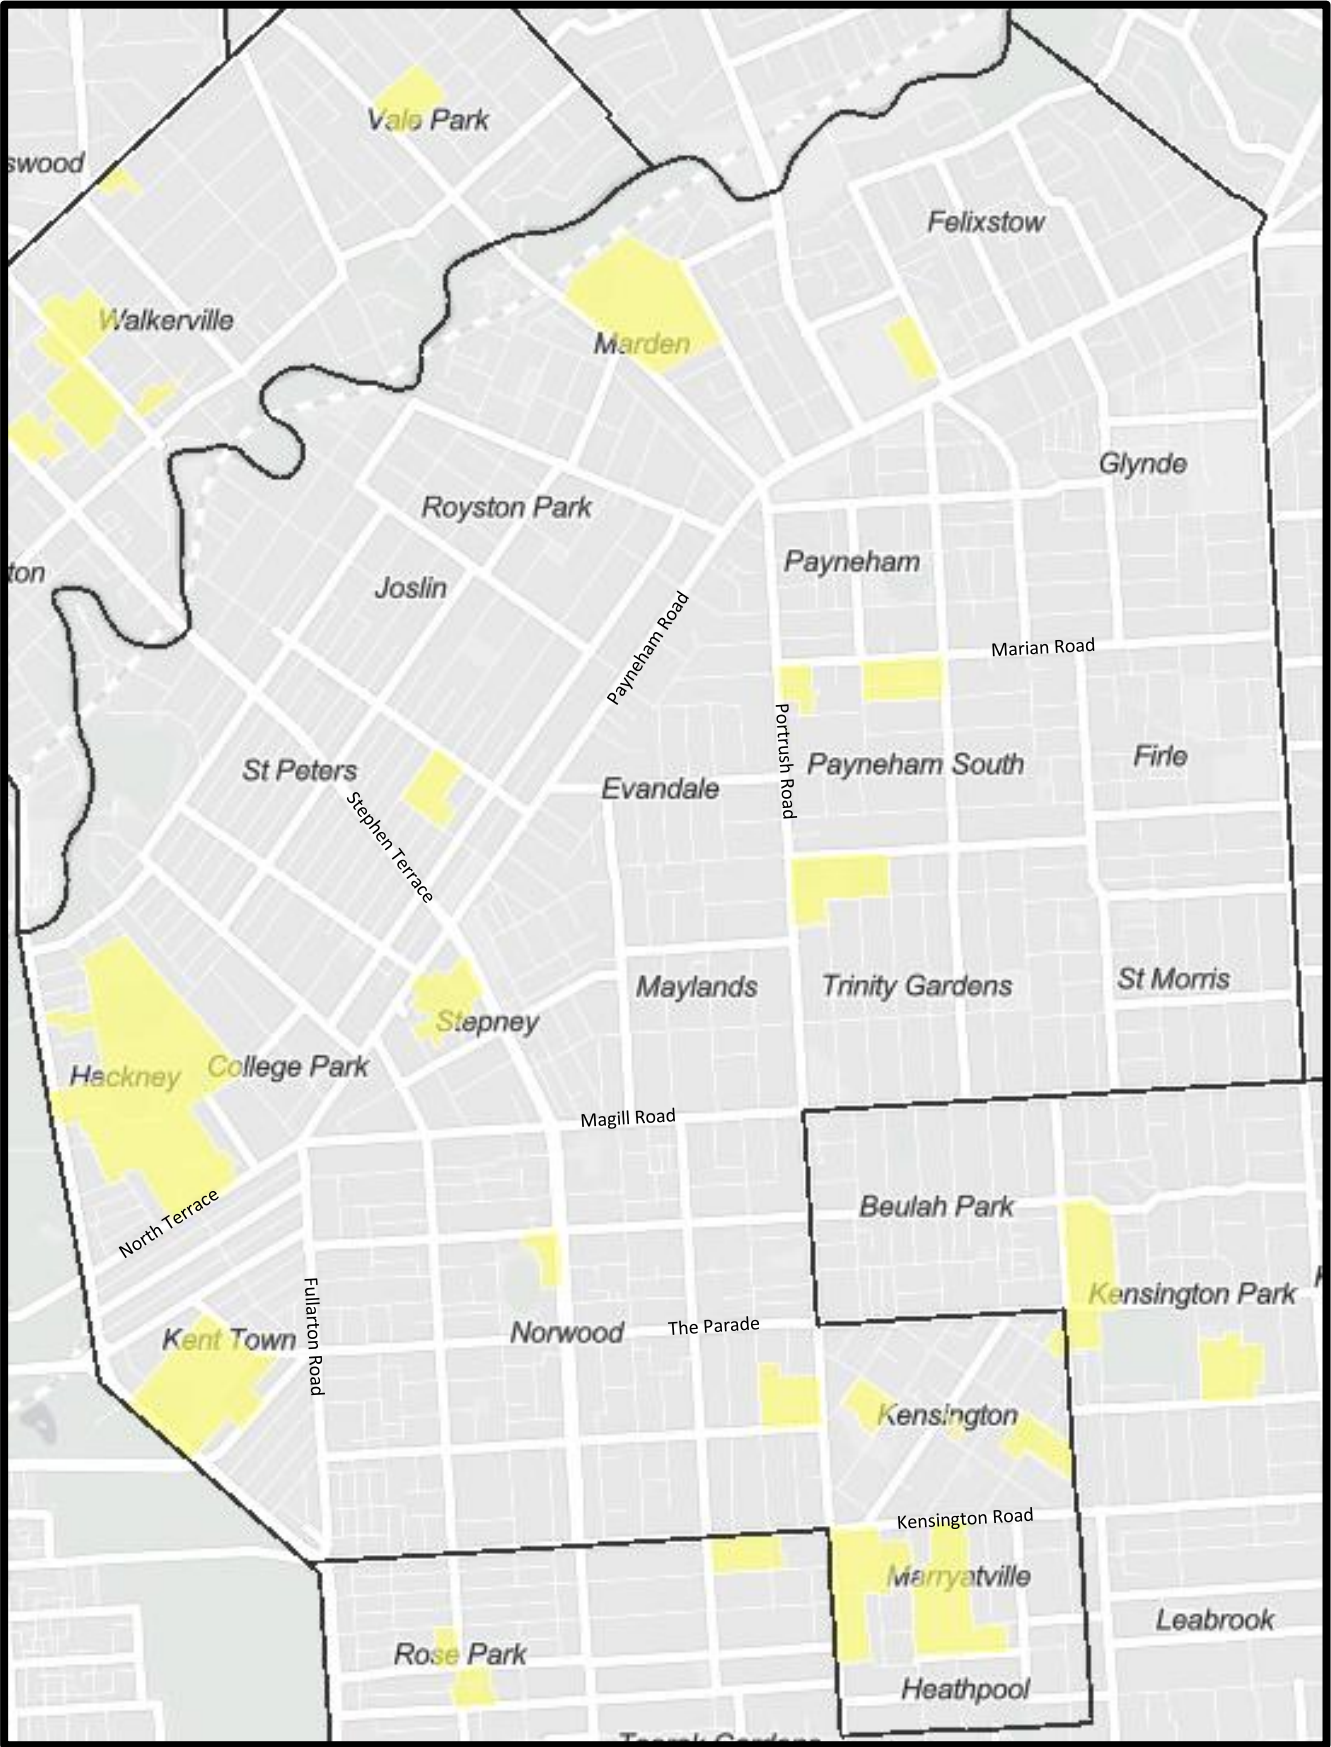 Vale Park
swood
Felixstow
Walkerville
Marden
Glynde
Royston Park
Payneham
ton
Joslin
Payneham Road
Marian Road
Portrush Road
St Peters
Payneham South
Firle
Evandale
Stephen Terrace
Maylands
Trinity Gardens
St Morris
Stepney
Hackney
College Park
Magill Road
North Terrace
Beulah Park
Fullarton Road
Kensington Park
Kent Town
Norwood
The Parade
Kensington
Kensington Road
Marryatville
Leabrook
Rose Park
Heathpool